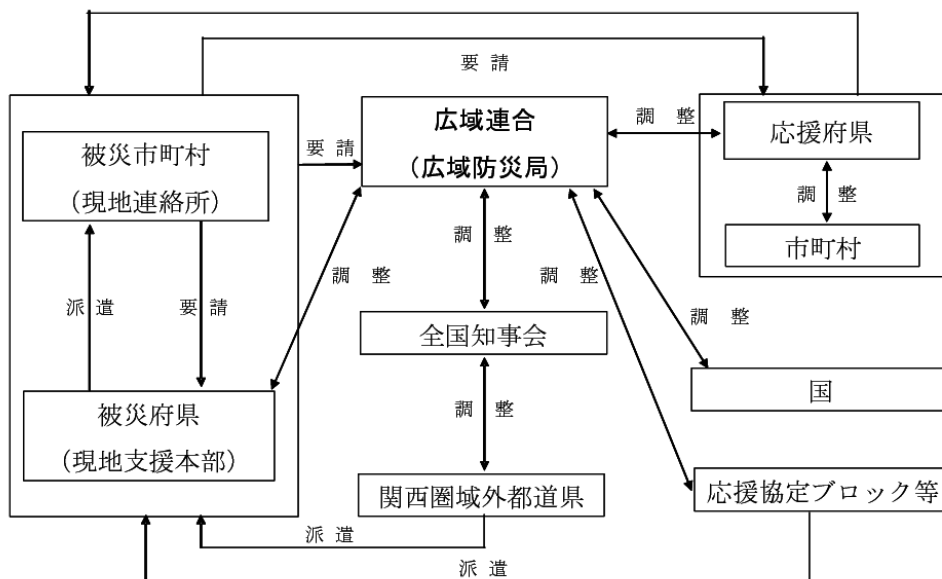 要 請
広域連合
（広域防災局）
調 整
応援府県
調 整
市町村
被災市町村
（現地連絡所）
要 請
派 遣
要 請
調 整
調 整
調 整
調 整
全国知事会
調 整
国
被災府県
（現地支援本部）
関西圏域外都道県
応援協定ブロック等
派 遣
派 遣